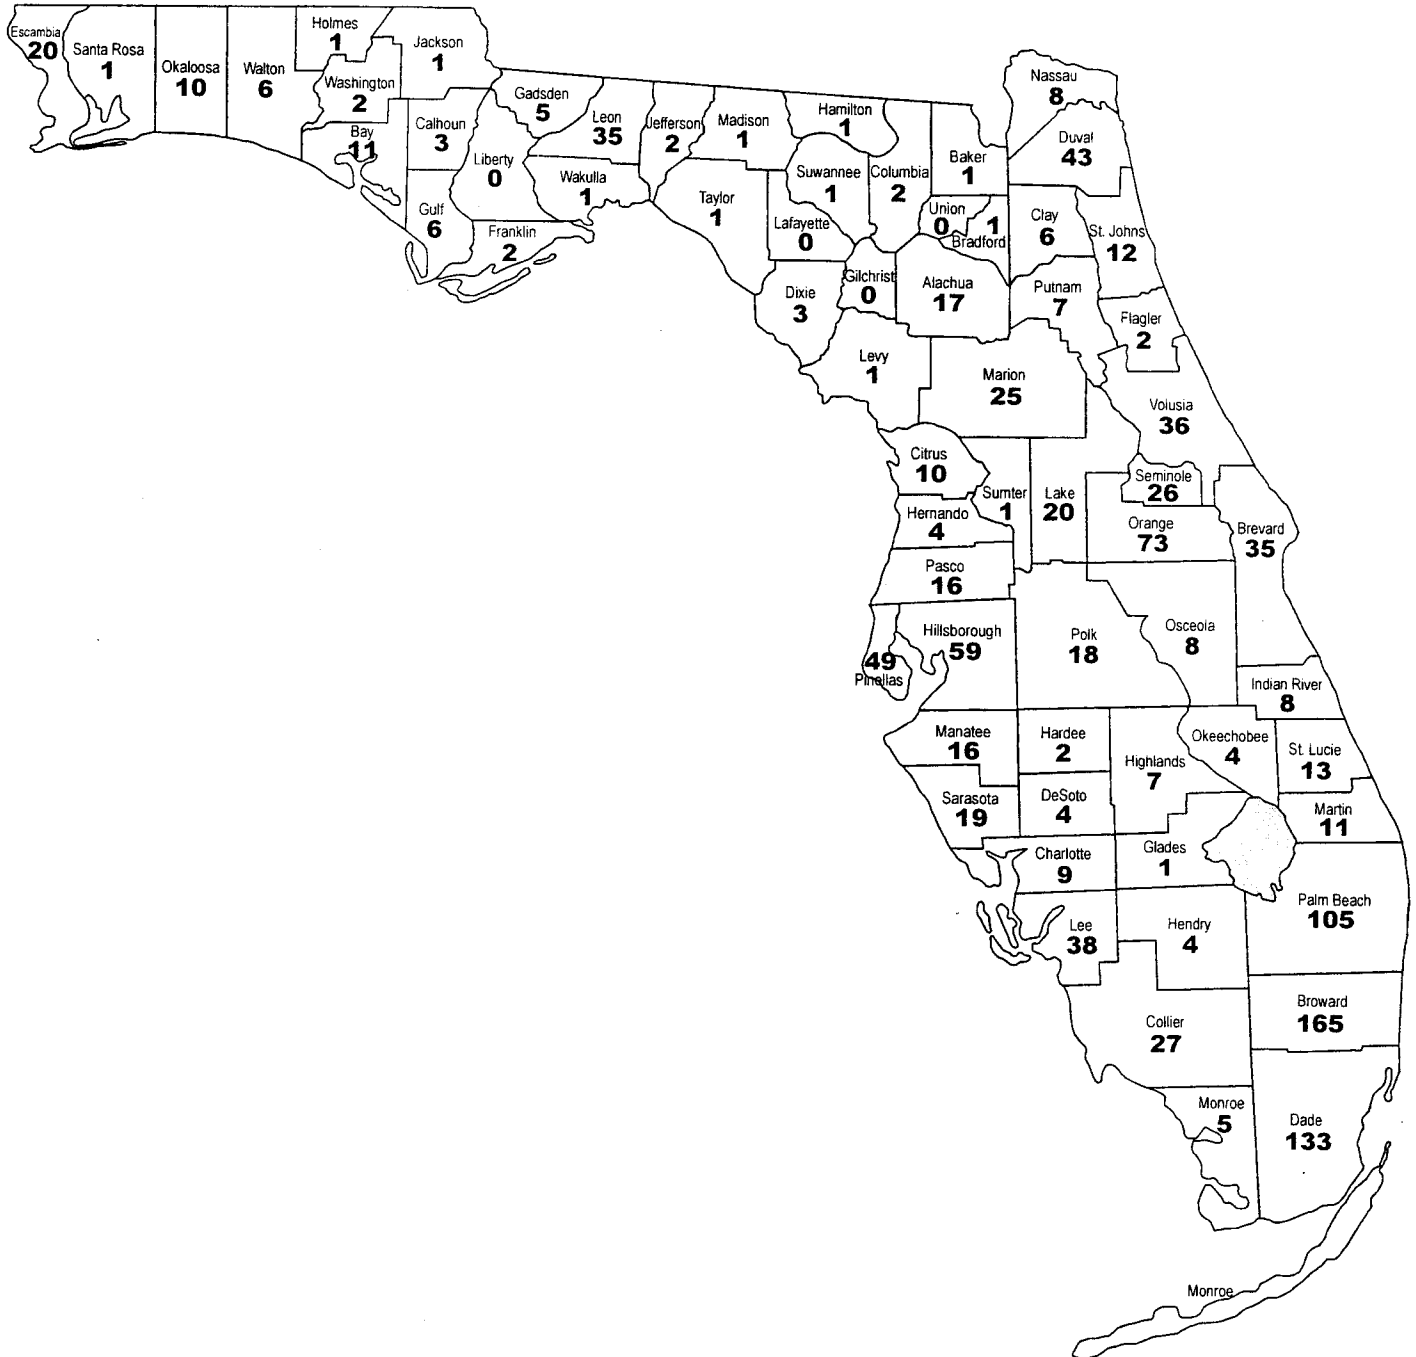 Escambia
20
Santa Rosa
1
Okaloosa
10
Walton
6
Holmes
1
Jackson
1
Washington
2
Bay
11
Calhoun
3
Gulf
6
Liberty
0
Gadsden
5
Franklin
2
Leon
35
Wakulla
1
Jefferson
2
Madison
1
Taylor
1
Hamilton
1
Suwannee
1
Lafayette
0
Columbia
2
Baker
1
Nassau
8
Duval
43
Union
0
1
Bradford
Clay
6
St. Johns
12
Dixie
3
Gilchrist
0
Alachua
17
Putnam
7
Flagler
2
Levy
1
Marion
25
Volusia
36
Citrus
10
Sumter
1
Lake
20
Seminole
26
Hernando
4
Orange
73
Brevard
35
Pasco
16
Hillsborough
59
49
Pinellas
Polk
18
Osceola
8
Indian River
8
Manatee
16
Hardee
2
Highlands
7
Okeechobee
4
St. Lucie
13
Sarasota
19
DeSoto
4
Martin
11
Charlotte
9
Glades
1
Lee
38
Hendry
4
Palm Beach
105
Collier
27
Broward
165
Monroe
5
Dade
133
Monroe